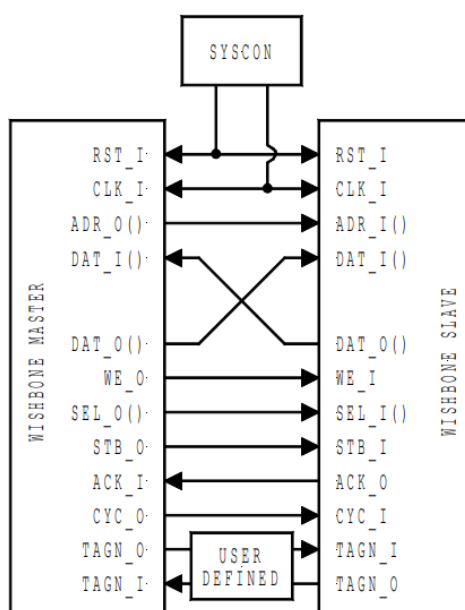 SYSCON
RST_I RST_I
CLK_I CLK_I
ADR_O() ADR_I()
DAT_I() DAT_I()
WISHBONE MASTER
WISHBONE SLAVE
DAT_O() DAT_O()
WE_O WE_I
SEL_O() SEL_I()
STB_O STB_I
ACK_I ACK_O
CYC_O CYC_I
TAGN_O TAGN_I
USER
DEFINED
TAGN_I TAGN_O